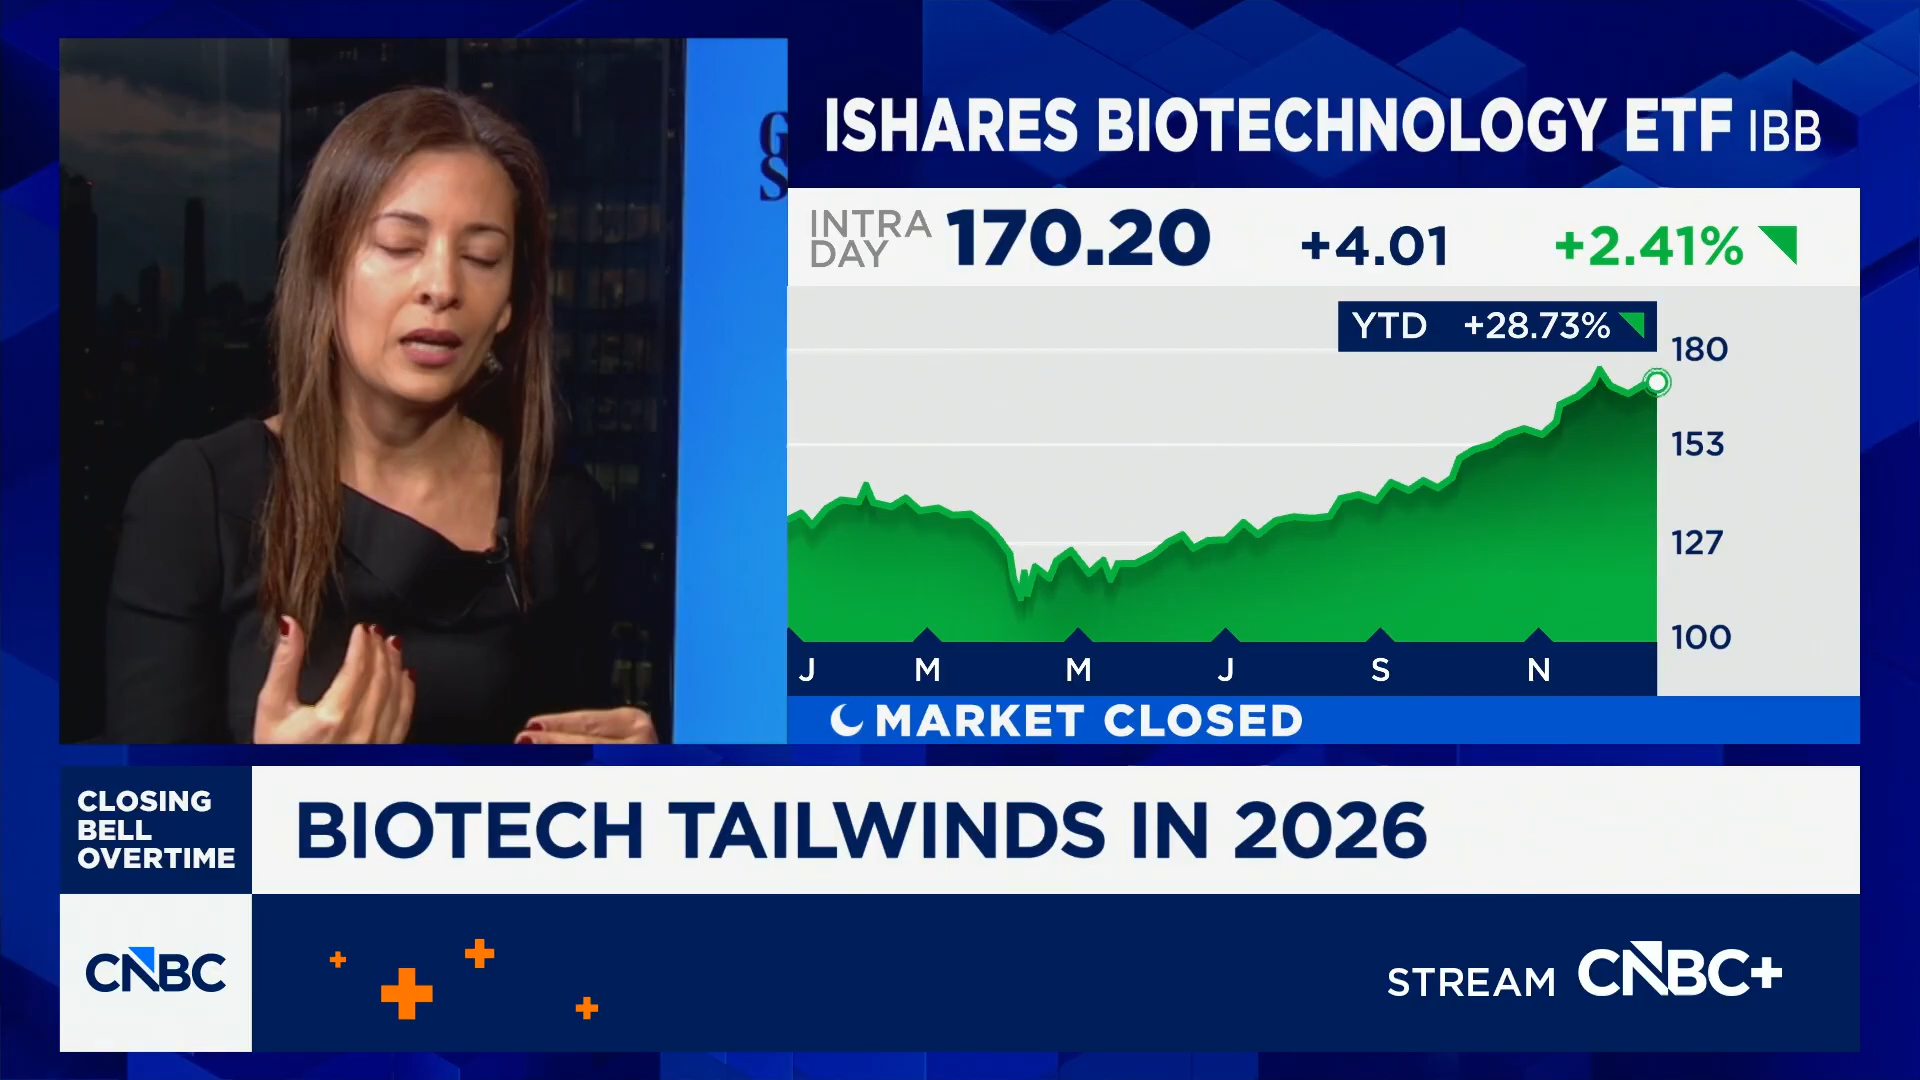 G
S
ISHARES BIOTECHNOLOGY ETF IBB
INTRA
DAY
170.20 +4.01 +2.41%
YTD +28.73%
180
153
127
100
J M M J S N
MARKET CLOSED
CLOSING
BELL
OVERTIME
BIOTECH TAILWINDS IN 2026
CNBC
STREAM CNBC+